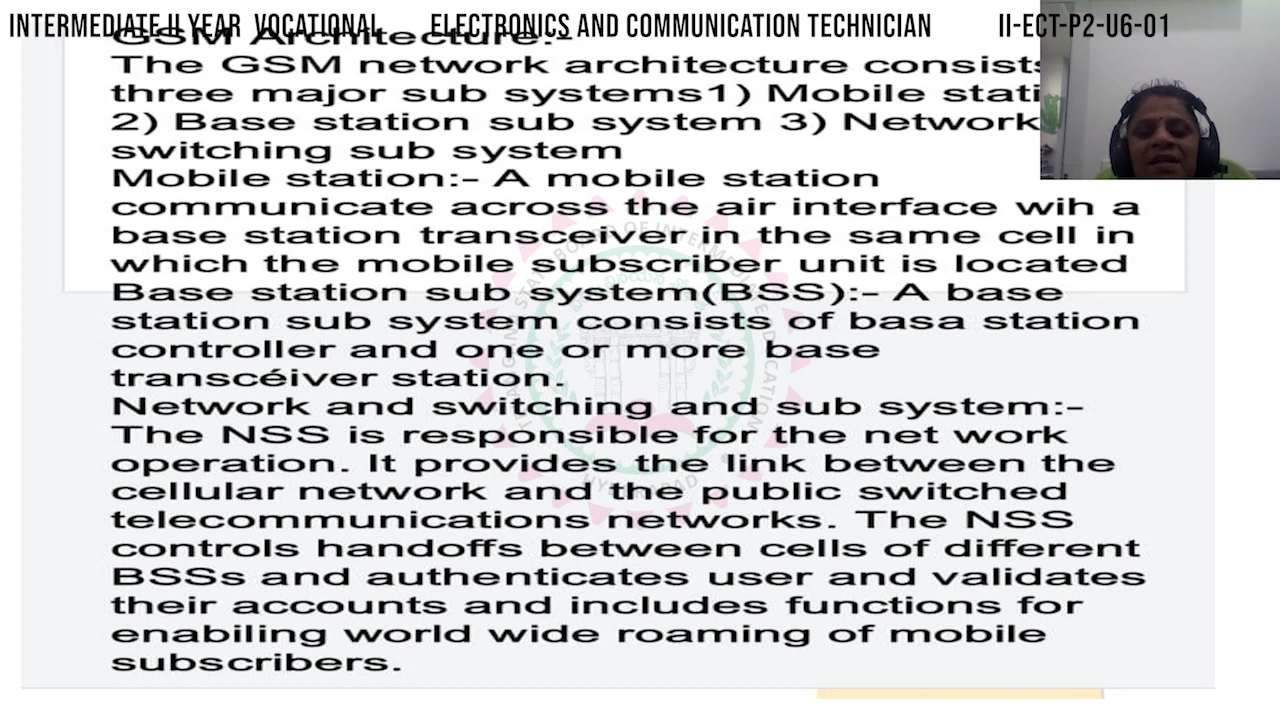 INTERMEDIATE II YEAR VOCATIONAL ELECTRONICS AND COMMUNICATION TECHNICIAN II-ECT-P2-U6-01
GSM Architecture:-
The GSM network architecture consists
three major sub systems1) Mobile stati
2) Base station sub system 3) Network
switching sub system
Mobile station:- A mobile station
communicate across the air interface wih a
base station transceiver in the same cell in
which the mobile subscriber unit is located
Base station sub system(BSS):- A base
station sub system consists of basa station
controller and one or more base
transcéiver station.
Network and switching and sub system:-
The NSS is responsible for the net work
operation. It provides the link between the
cellular network and the public switched
telecommunications networks. The NSS
controls handoffs between cells of different
BSSs and authenticates user and validates
their accounts and includes functions for
enabiling world wide roaming of mobile
subscribers.